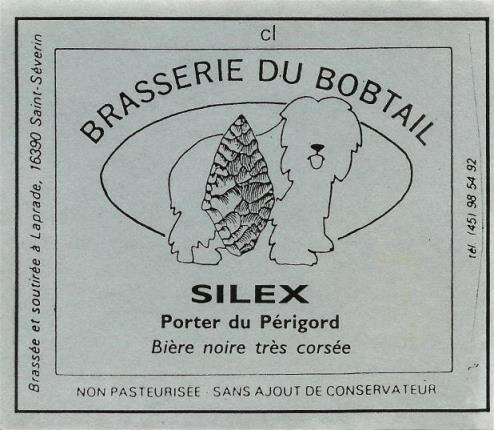 cl
BRASSERIE DU BOBTAIL
SILEX
Porter du Périgord
Bière noire très corsée
NON PASTEURISEE - SANS AJOUT DE CONSERVATEUR
Brassée et soutirée à Laprade, 16390 Saint-Séverin
tél. (45) 98 54 92